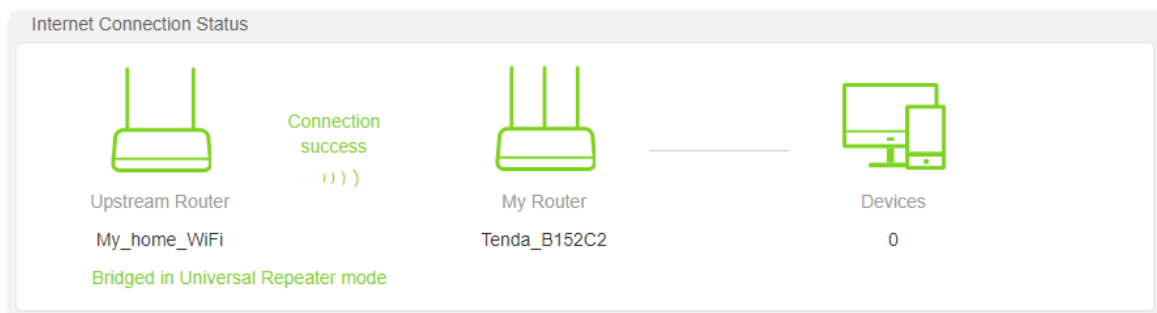 Internet Connection Status
Connection
success
Upstream Router
My Router
Devices
My_home_WiFi
Tenda_B152C2
0
Bridged in Universal Repeater mode